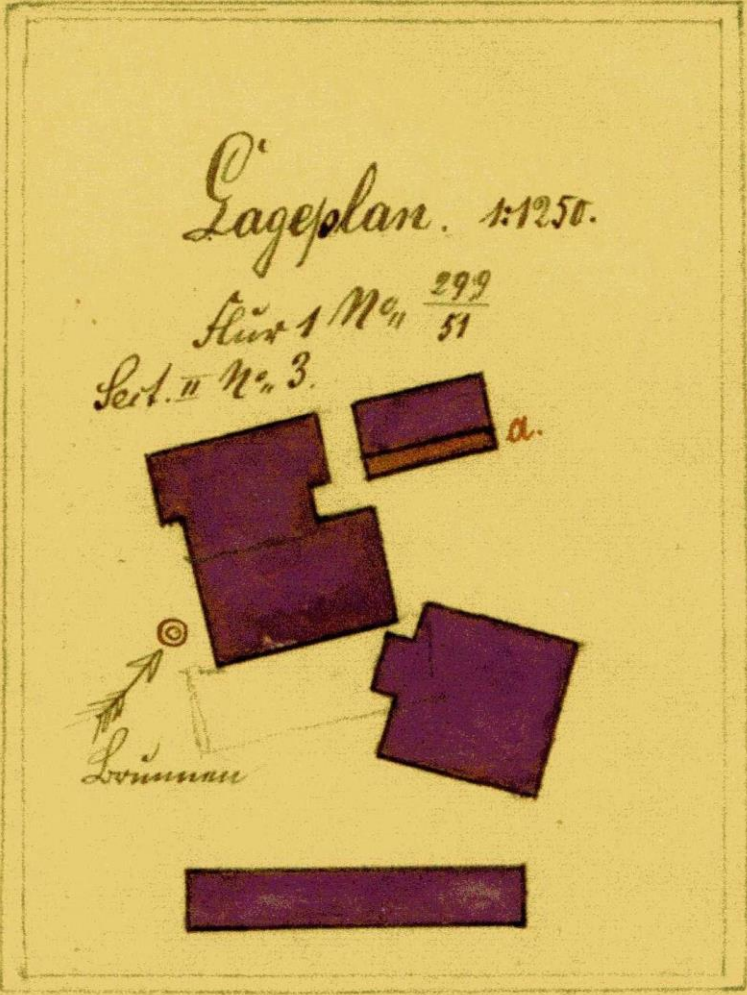 Lageplan. 1:1250.
Flur 1 No. 299/51
Sect. II No. 3.
a.
Brunnen